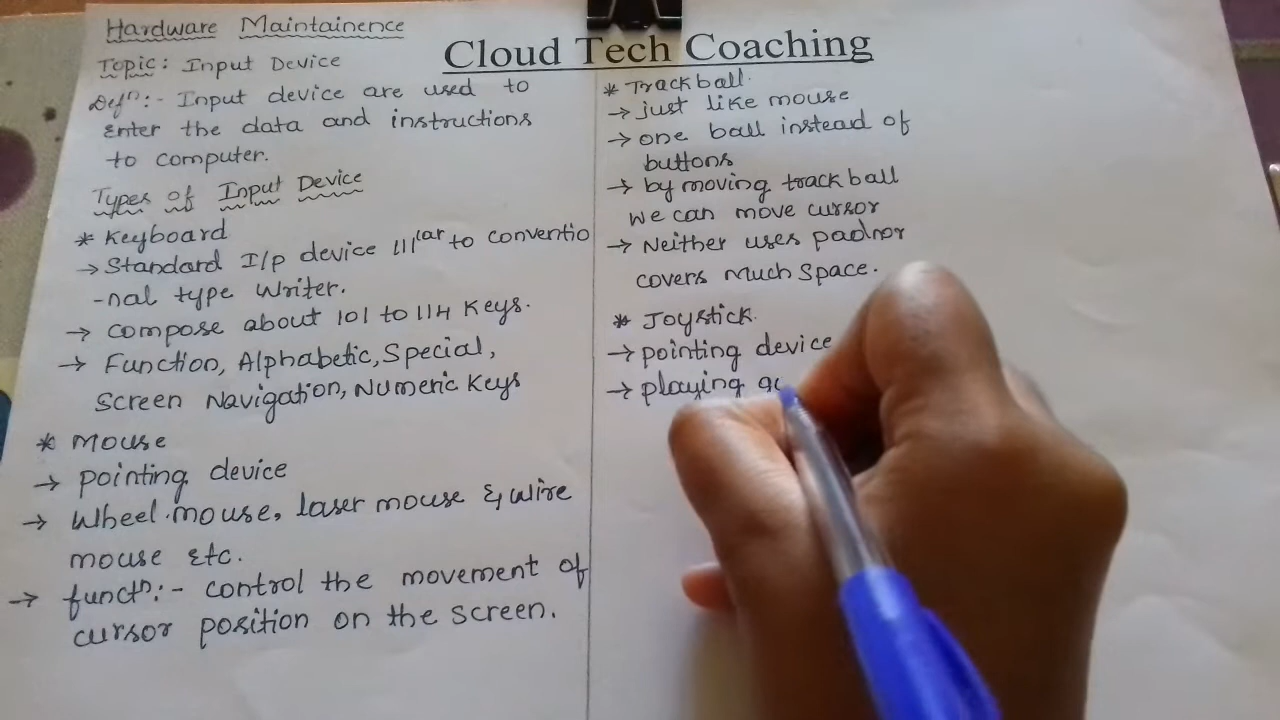 Hardware Maintainence
Cloud Tech Coaching
Topic: Input Device
Defn:- Input device are used to
Enter the data and instructions
to computer.
Types of Input Device
* Keyboard
→ Standard I/p device lllar to conventio
-nal type writer.
→ compose about 101 to 114 keys.
→ Function, Alphabetic, Special,
Screen Navigation, Numeric Keys
* Mouse
→ pointing device
→ Wheel.mouse, laser mouse & wire
mouse Etc.
→ functn:- control the movement of
cursor position on the screen.
* Trackball.
→ just like mouse
→ one ball instead of
buttons
→ by moving track ball
we can move cursor
→ Neither uses pad nor
covers Much Space.
* Joystick.
→ pointing device
→ playing